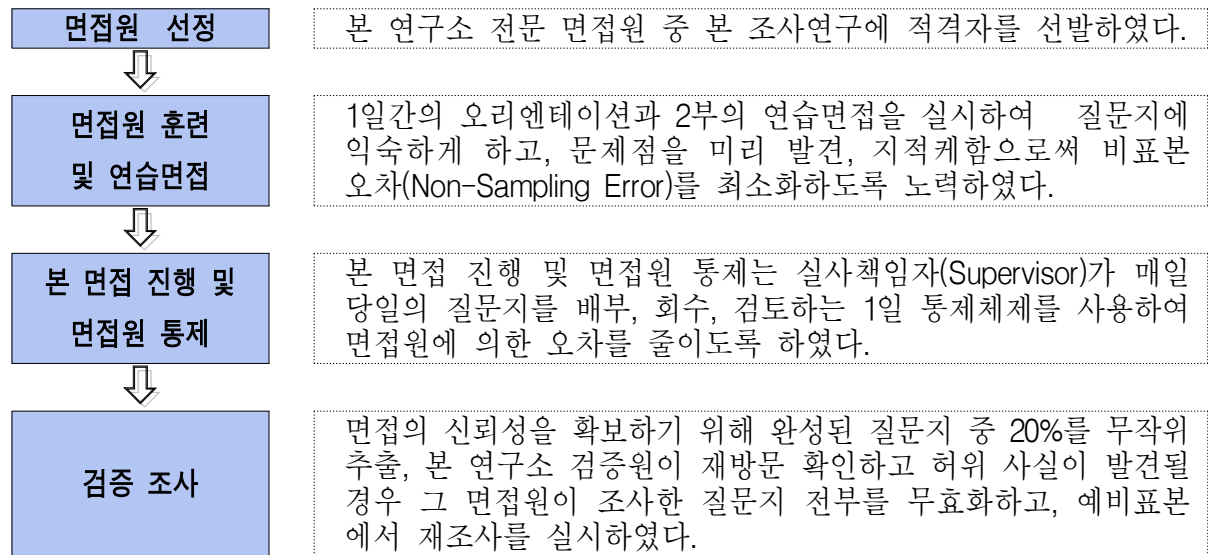 면접원 선정
본 연구소 전문 면접원 중 본 조사연구에 적격자를 선발하였다.
면접원 훈련
및 연습면접
1일간의 오리엔테이션과 2부의 연습면접을 실시하여 질문지에
익숙하게 하고, 문제점을 미리 발견, 지적케함으로써 비표본
오차(Non-Sampling Error)를 최소화하도록 노력하였다.
본 면접 진행 및
면접원 통제
본 면접 진행 및 면접원 통제는 실사책임자(Supervisor)가 매일
당일의 질문지를 배부, 회수, 검토하는 1일 통제체제를 사용하여
면접원에 의한 오차를 줄이도록 하였다.
검증 조사
면접의 신뢰성을 확보하기 위해 완성된 질문지 중 20%를 무작위
추출, 본 연구소 검증원이 재방문 확인하고 허위 사실이 발견될
경우 그 면접원이 조사한 질문지 전부를 무효화하고, 예비표본
에서 재조사를 실시하였다.